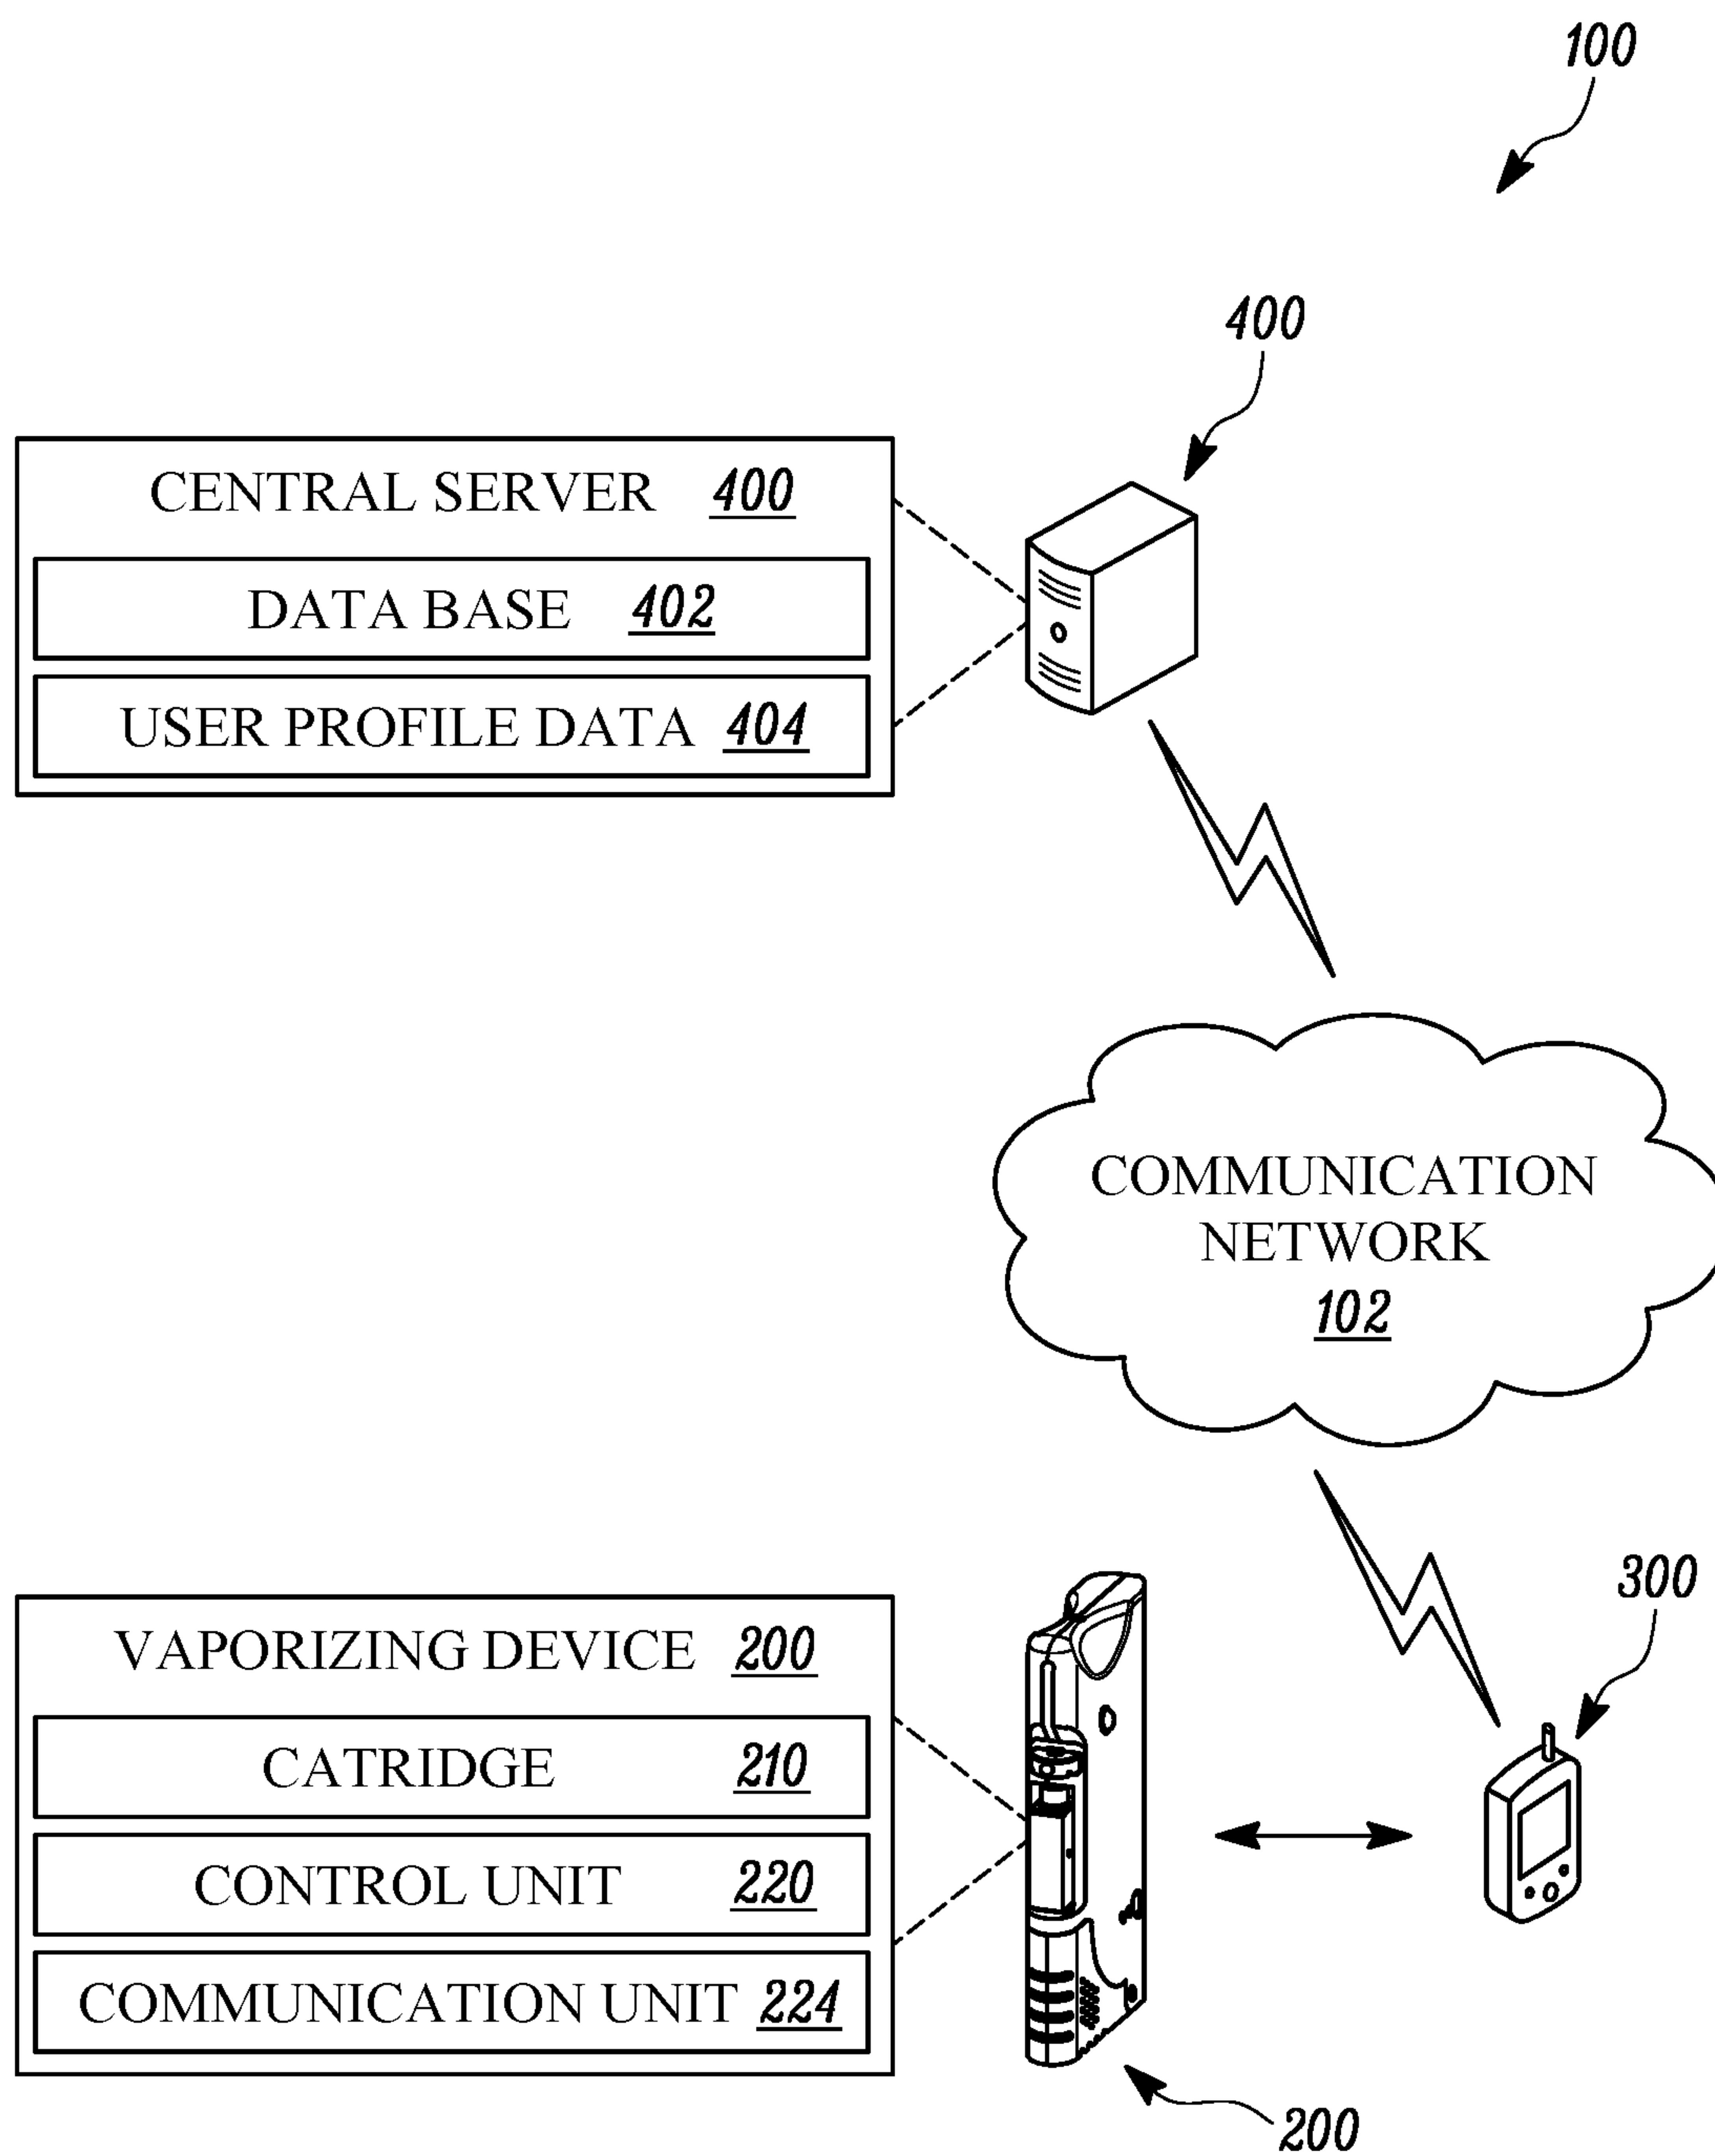 100
400
CENTRAL SERVER 400
DATA BASE 402
USER PROFILE DATA 404
COMMUNICATION
NETWORK
102
300
VAPORIZING DEVICE 200
CATRIDGE 210
CONTROL UNIT 220
COMMUNICATION UNIT 224
200